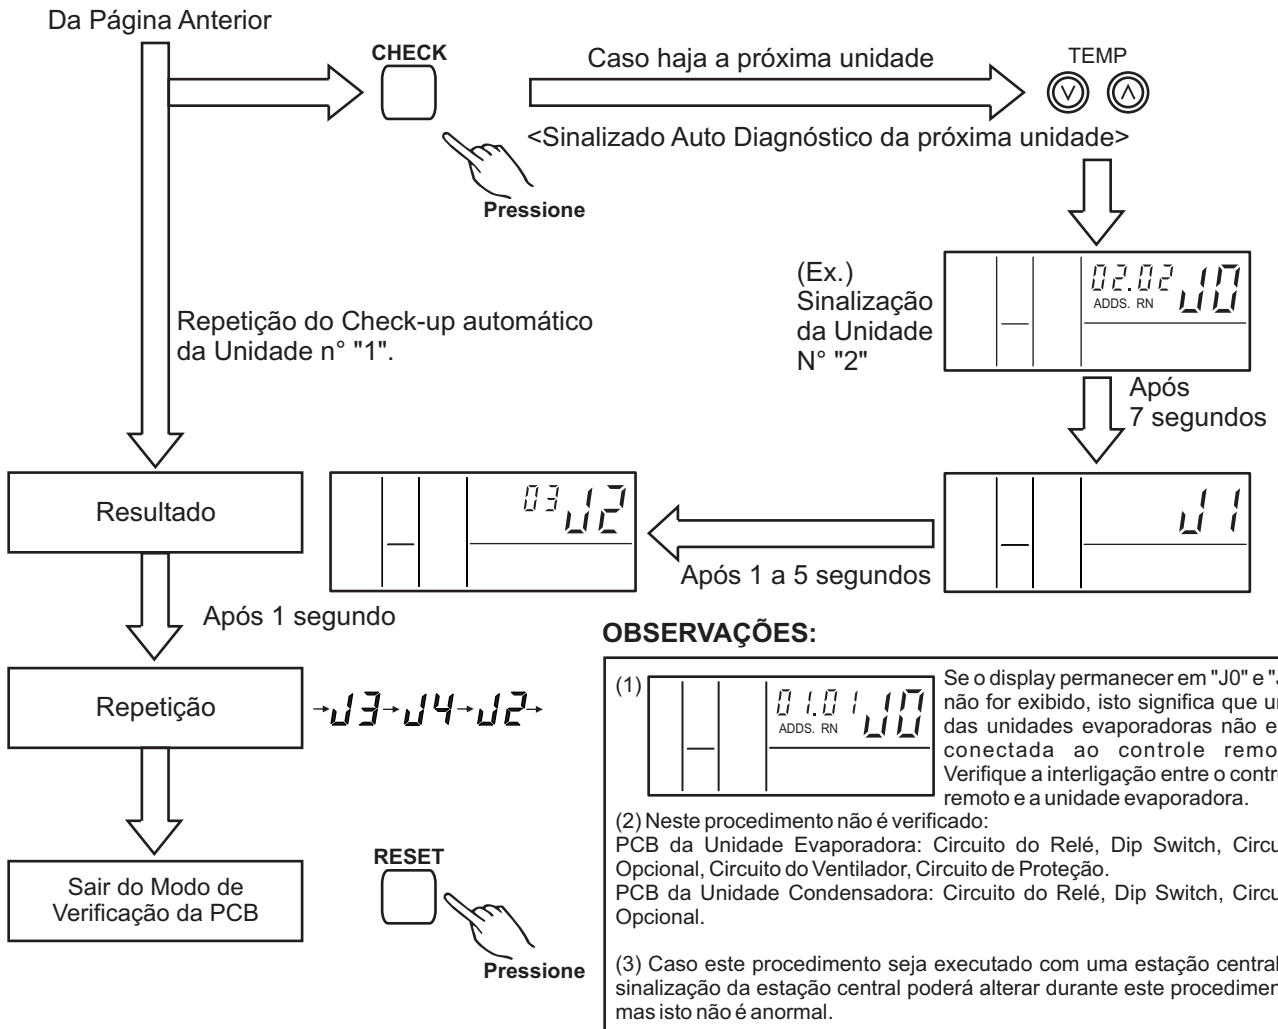 Da Página Anterior
CHECK
Pressione
Caso haja a próxima unidade
TEMP
<Sinalizado Auto Diagnóstico da próxima unidade>
(Ex.)
Sinalização
da Unidade
N° "2"
02.02 J0
ADDS. RN
Após
7 segundos
J1
Após 1 a 5 segundos
03 J2
Repetição do Check-up automático
da Unidade n° "1".
Resultado
Após 1 segundo
Repetição
→J3→J4→J2→
Sair do Modo de
Verificação da PCB
RESET
Pressione
OBSERVAÇÕES:
(1)
01.01 J0
ADDS. RN
Se o display permanecer em "J0" e
não for exibido, isto significa que
das unidades evaporadoras não
conectada ao controle
Verifique a interligação entre o
remoto e a unidade evaporadora.
(2) Neste procedimento não é verificado:
PCB da Unidade Evaporadora: Circuito do Relé, Dip Switch,
Opcional, Circuito do Ventilador, Circuito de Proteção.
PCB da Unidade Condensadora: Circuito do Relé, Dip Switch,
Opcional.
(3) Caso este procedimento seja executado com uma estação central
sinalização da estação central poderá alterar durante este
mas isto não é anormal.